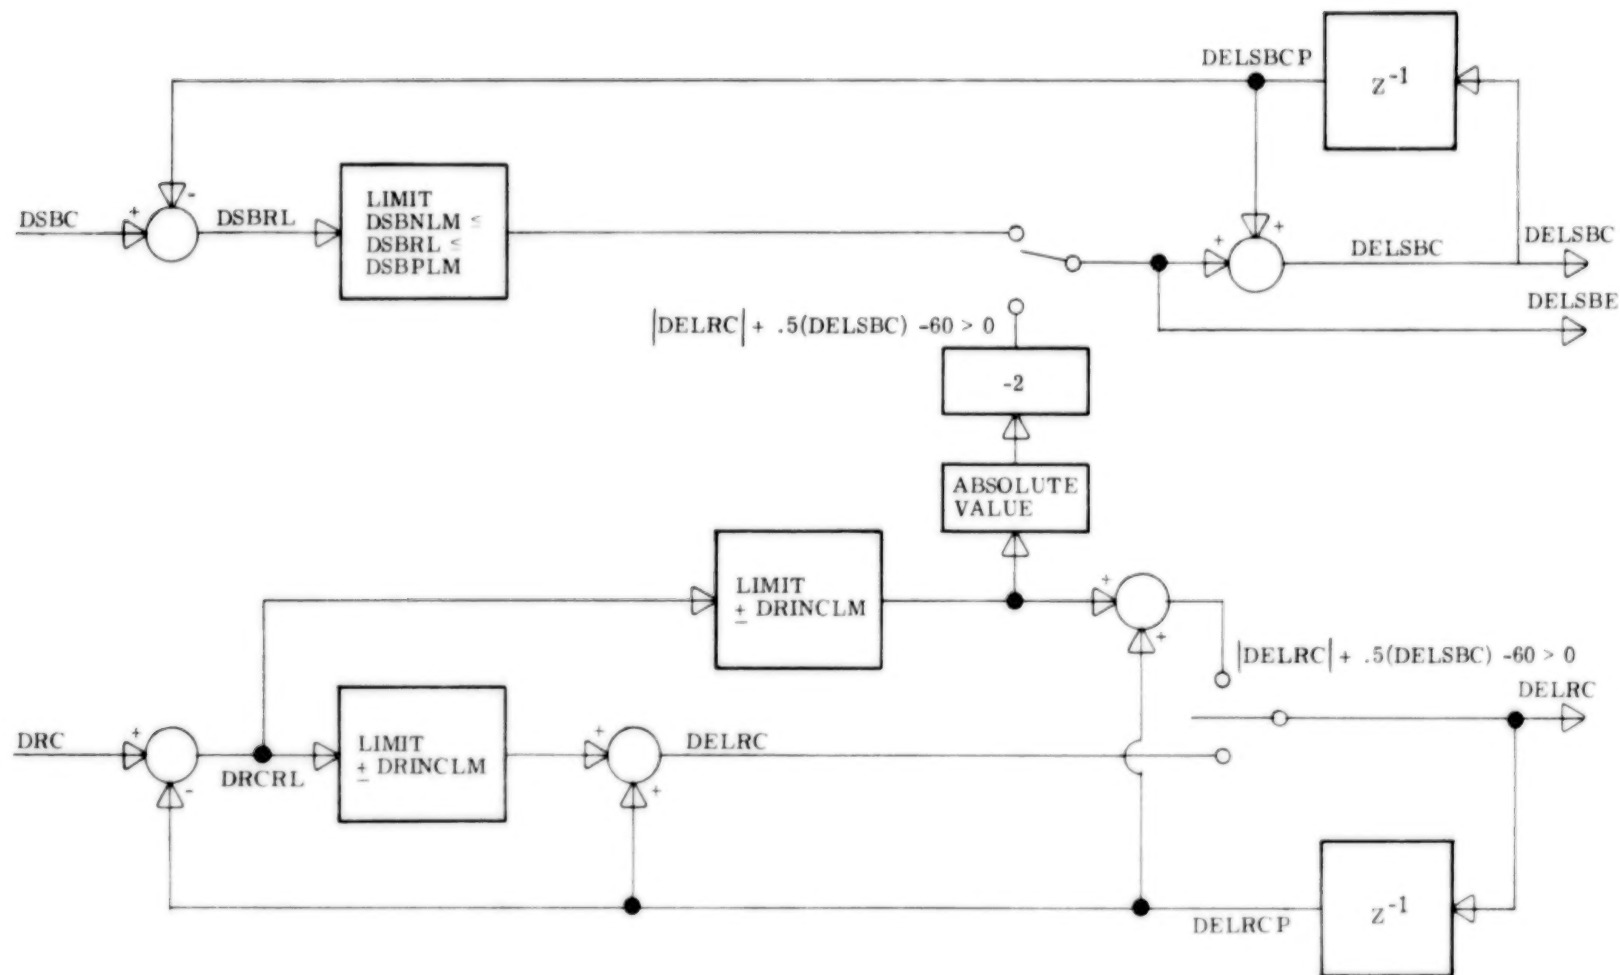 DELSBCP
Z-1
DSBC
+
-
DSBRL
LIMIT
DSBNLM ≤
DSBRL ≤
DSBPLM
+
+
DELSBC
DELSBC
DELSBE
|DELRC| + .5(DELSBC) -60 > 0
-2
ABSOLUTE
VALUE
LIMIT
± DRINCLM
+
+
|DELRC| + .5(DELSBC) -60 > 0
DELRC
DRC
+
-
DRCRL
LIMIT
± DRINCLM
+
+
DELRC
DELRCP
Z-1